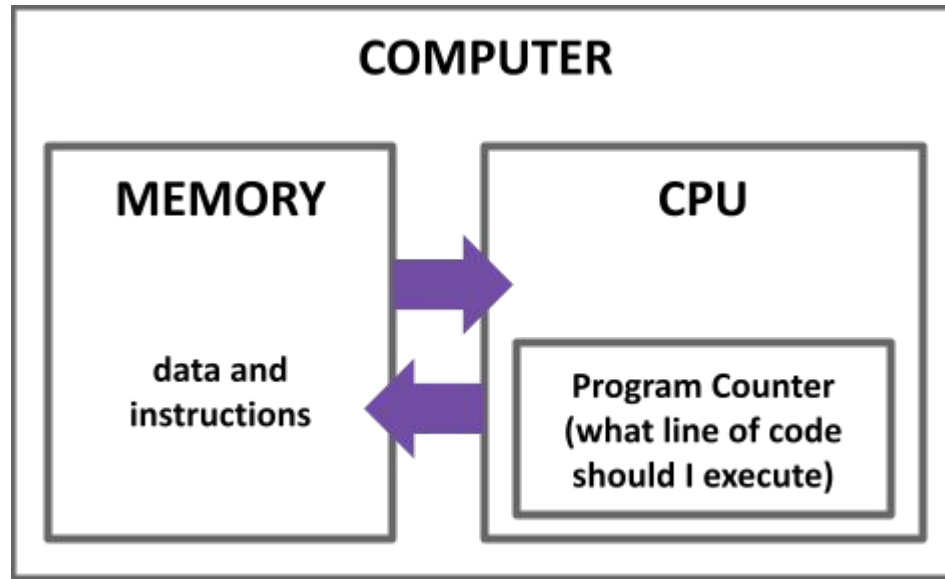 COMPUTER
MEMORY
data and
instructions
CPU
Program Counter
(what line of code
should I execute)